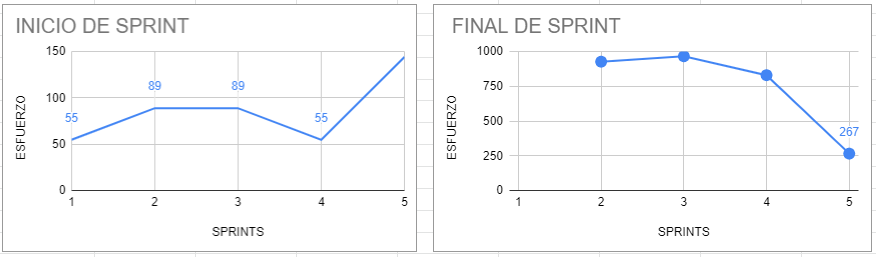 INICIO DE SPRINT
150
100
50
0
ESFUERZO
55
89
89
55
1 2 3 4 5
SPRINTS
FINAL DE SPRINT
1000
750
500
250
0
ESFUERZO
267
1 2 3 4 5
SPRINTS